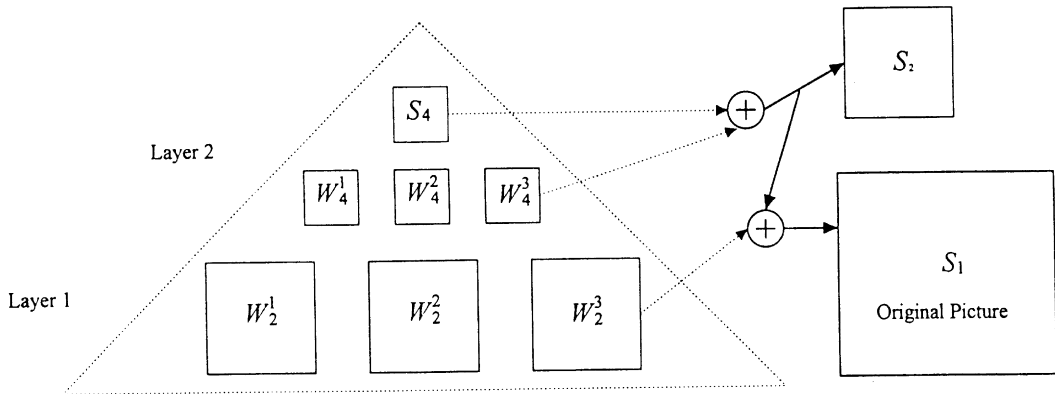 S₂
S₄
+
Layer 2
W₄¹ W₄² W₄³
+
S₁
Layer 1
W₂¹ W₂² W₂³
Original Picture